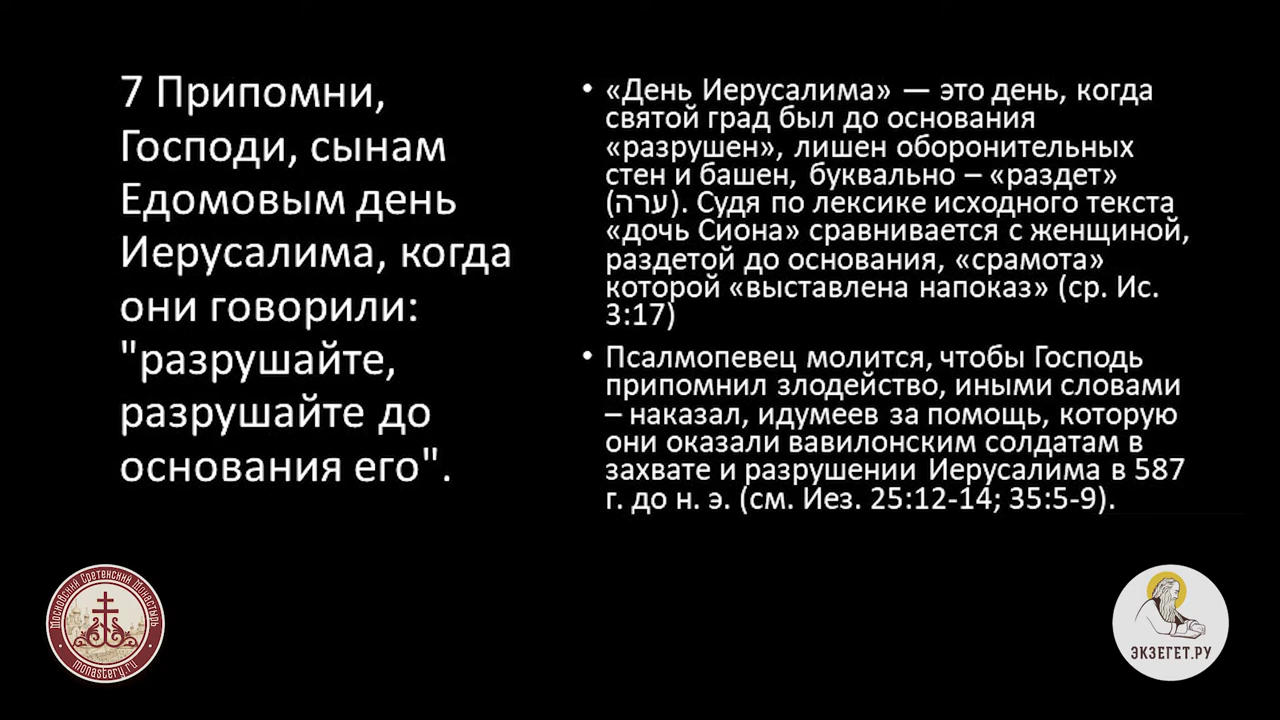 7 Припомни,
Господи, сынам
Едомовым день
Иерусалима, когда
они говорили:
"разрушайте,
разрушайте до
основания его".
• «День Иерусалима» — это день, когда
святой град был до основания
«разрушен», лишен оборонительных
стен и башен, буквально – «раздет»
(ערה). Судя по лексике исходного текста
«дочь Сиона» сравнивается с женщиной,
раздетой до основания, «срамота»
которой «выставлена напоказ» (ср. Ис.
3:17)
• Псалмопевец молится, чтобы Господь
припомнил злодейство, иными словами
– наказал, идумеев за помощь, которую
они оказали вавилонским солдатам в
захвате и разрушении Иерусалима в 587
г. до н. э. (см. Иез. 25:12-14; 35:5-9).
Московский Сретенский Монастырь
monastery.ru
ЭКЗЕГЕТ.РУ